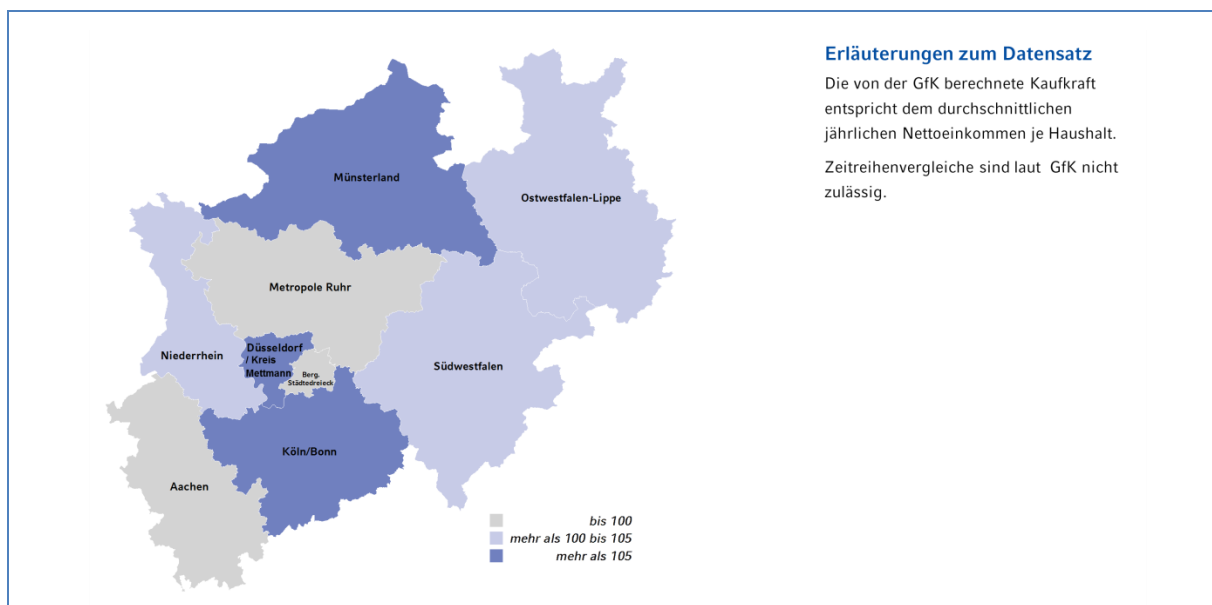 Erläuterungen zum Datensatz
Die von der GfK berechnete Kaufkraft
entspricht dem durchschnittlichen
jährlichen Nettoeinkommen je Haushalt.
Zeitreihenvergleiche sind laut GfK nicht
zulässig.
Münsterland
Ostwestfalen-Lippe
Metropole Ruhr
Niederrhein
Düsseldorf
/ Kreis
Mettmann
Berg.
Städtedreieck
Südwestfalen
Köln/Bonn
Aachen
bis 100
mehr als 100 bis 105
mehr als 105